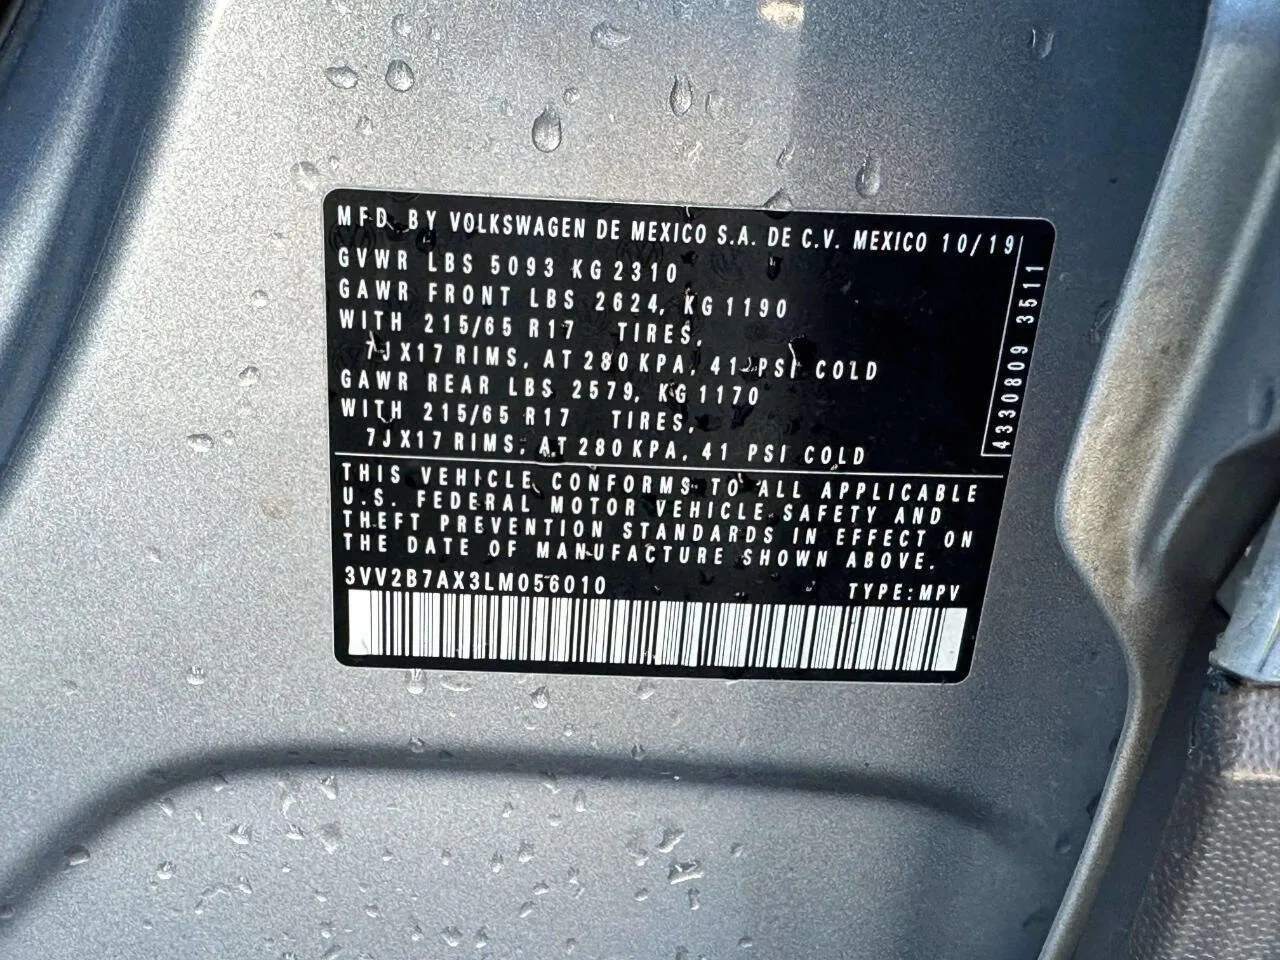 MFD. BY VOLKSWAGEN DE MEXICO S.A. DE C.V. MEXICO 10/19
GVWR LBS 5093 KG 2310
GAWR FRONT LBS 2624, KG 1190
WITH 215/65 R17 TIRES,
7JX17 RIMS, AT 280 KPA, 41 PSI COLD
GAWR REAR LBS 2579, KG 1170
WITH 215/65 R17 TIRES,
7JX17 RIMS, AT 280 KPA, 41 PSI COLD
4330809 3511
THIS VEHICLE CONFORMS TO ALL APPLICABLE
U.S. FEDERAL MOTOR VEHICLE SAFETY AND
THEFT PREVENTION STANDARDS IN EFFECT ON
THE DATE OF MANUFACTURE SHOWN ABOVE.
3VV2B7AX3LM056010 TYPE: MPV